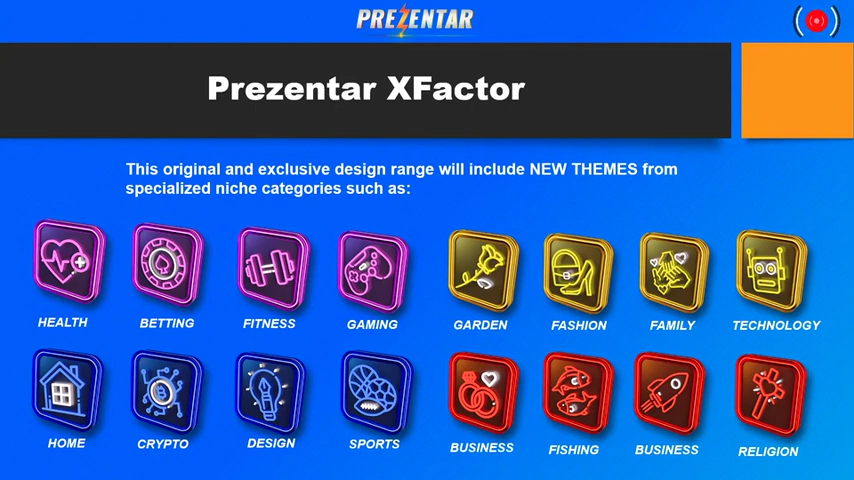 PREZENTAR
Prezentar XFactor
This original and exclusive design range will include NEW THEMES from
specialized niche categories such as:
HEALTH BETTING FITNESS GAMING GARDEN FASHION FAMILY TECHNOLOGY
HOME CRYPTO DESIGN SPORTS BUSINESS FISHING BUSINESS RELIGION